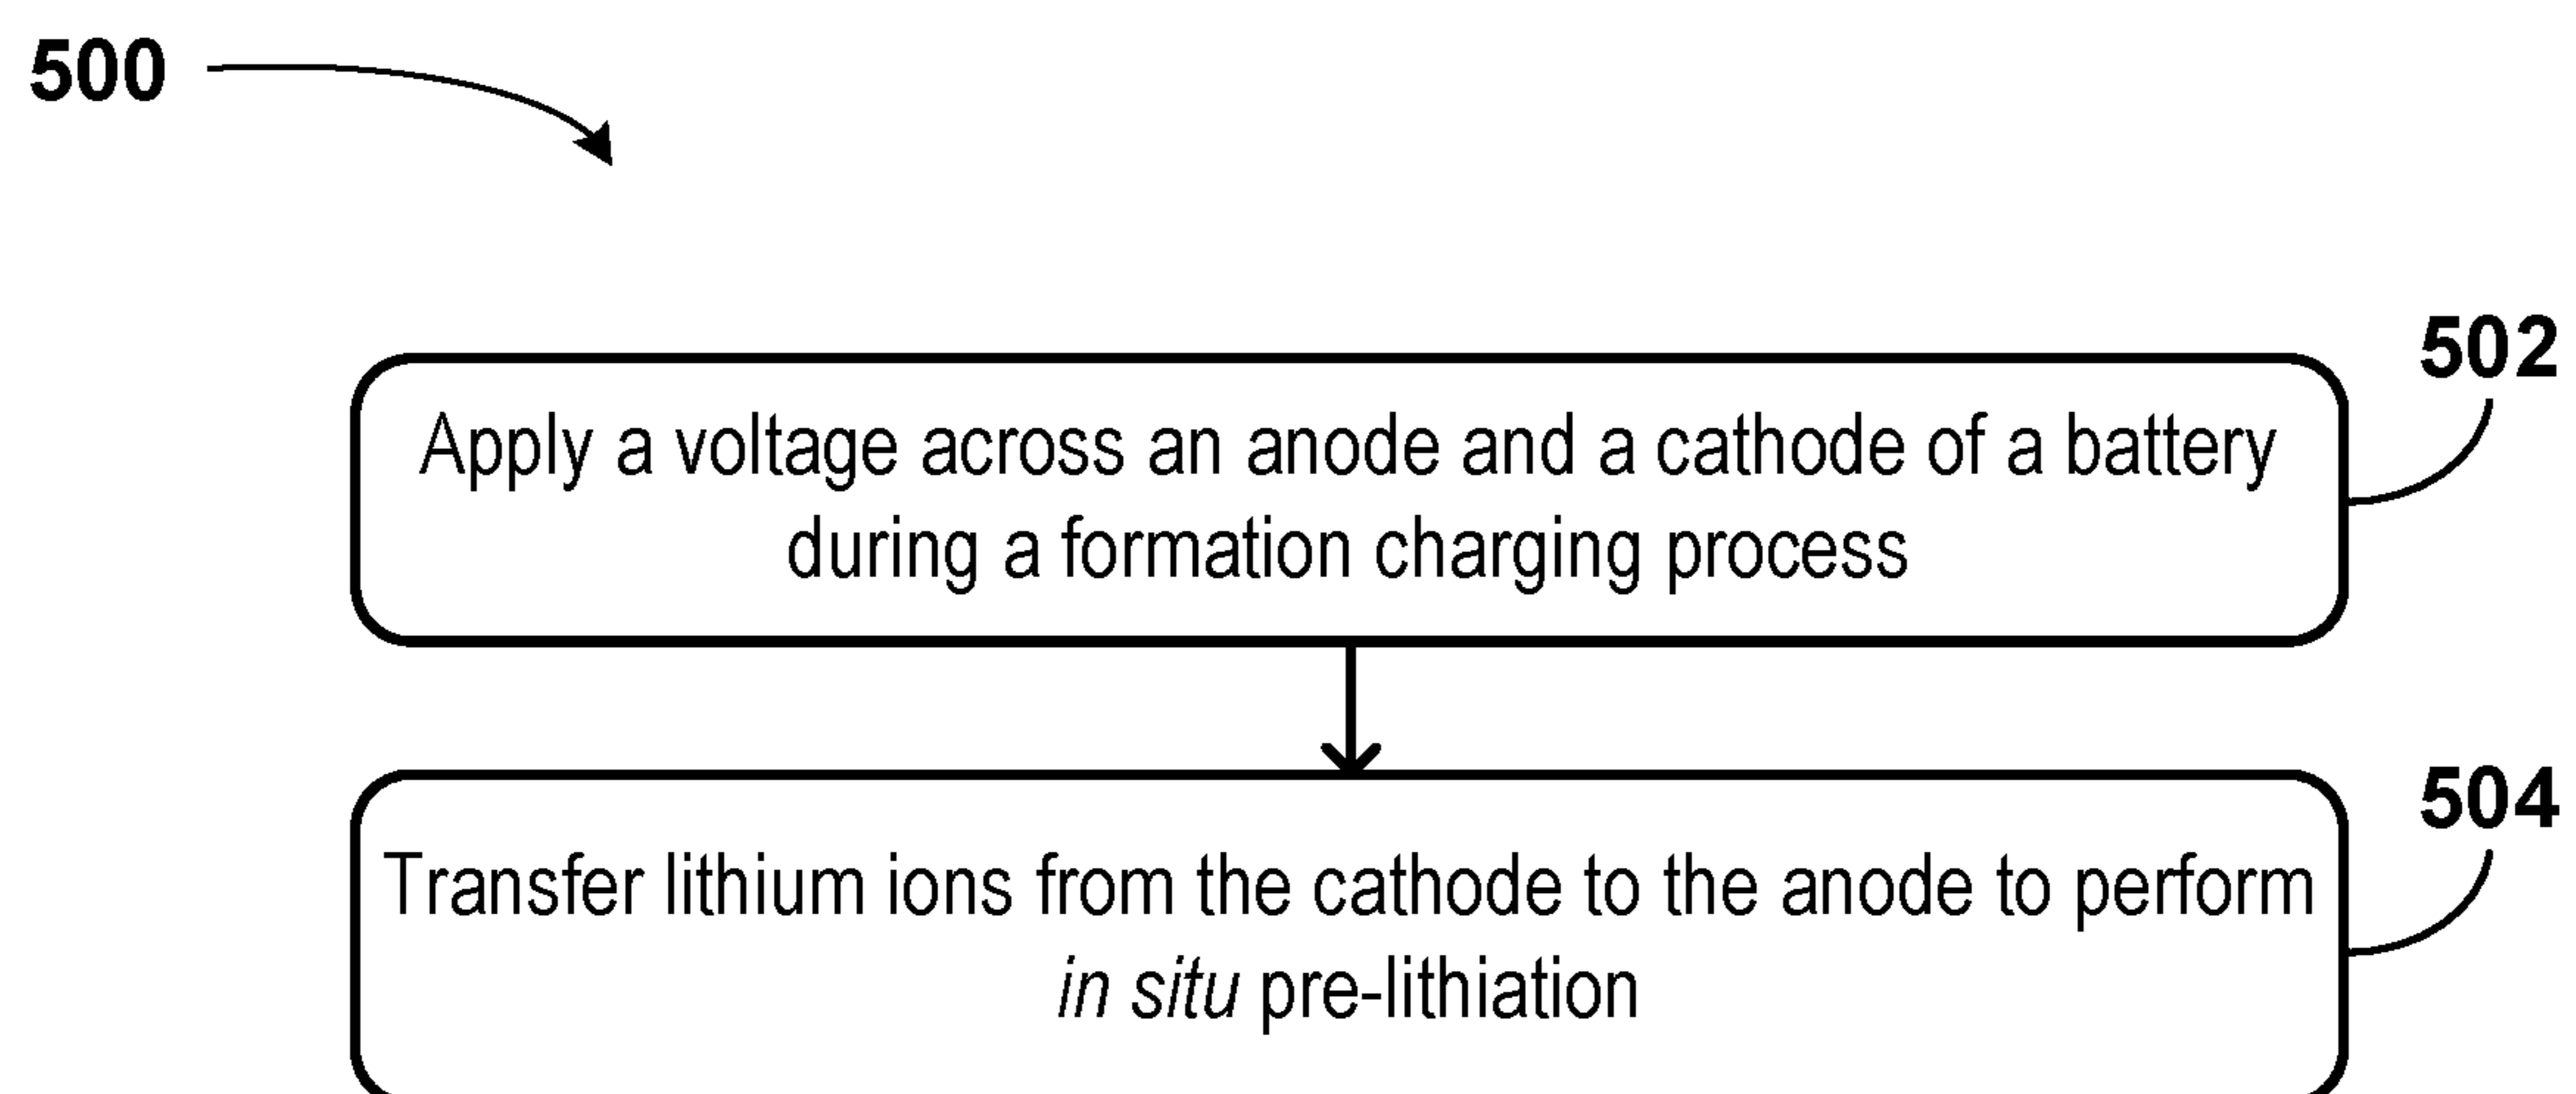 500
502
Apply a voltage across an anode and a cathode of a battery
during a formation charging process
504
Transfer lithium ions from the cathode to the anode to perform
in situ pre-lithiation